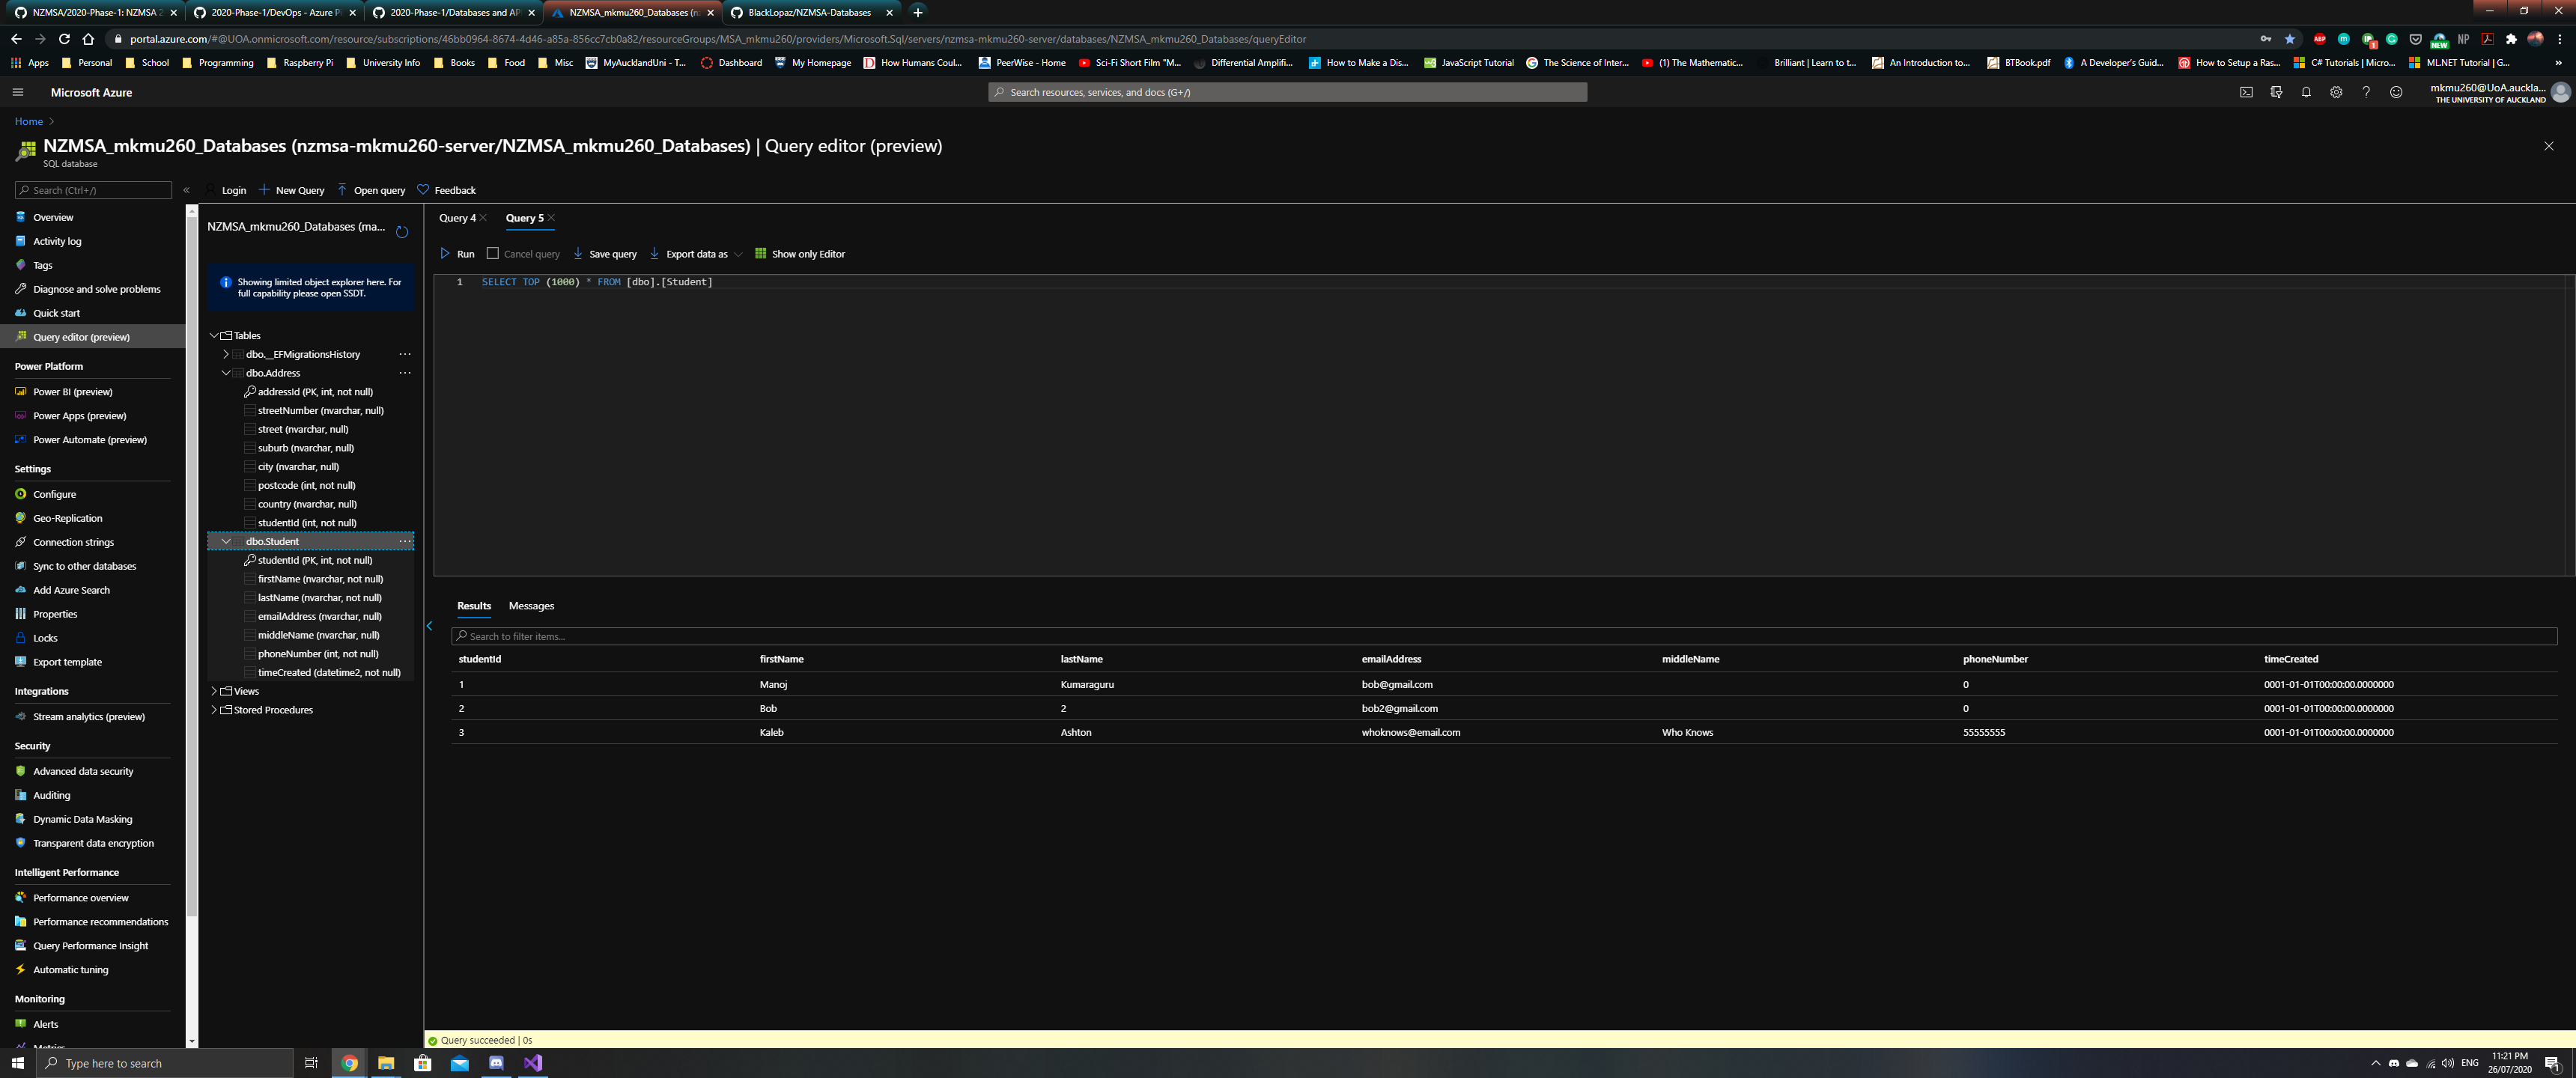 NZMSA/2020-Phase-1: NZMSA 2
2020-Phase-1/DevOps - Azure P
2020-Phase-1/Databases and AP
NZMSA_mkmu260_Databases (nz
BlackLopaz/NZMSA-Databases
portal.azure.com/#@UOA.onmicrosoft.com/resource/subscriptions/46bb0964-8674-4d46-a85a-856cc7cb0a82/resourceGroups/MSA_mkmu260/providers/Microsoft.Sql/servers/nzmsa-mkmu260-server/databases/NZMSA_mkmu260_Databases/queryEditor
ABP
NEW
NP
Apps Personal School Programming Raspberry Pi University Info Books Food Misc MyAucklandUni - T... Dashboard My Homepage How Humans Coul... PeerWise - Home Sci-Fi Short Film "M... Differential Amplifi... How to Make a Dis... JavaScript Tutorial The Science of Inter... (1) The Mathematic... Brilliant | Learn to t... An Introduction to... BTBook.pdf A Developer's Guid... How to Setup a Ras... C# Tutorials | Micro... ML.NET Tutorial | G...
Microsoft Azure
Search resources, services, and docs (G+/)
mkmu260@UoA.auckla...
THE UNIVERSITY OF AUCKLAND
Home
NZMSA_mkmu260_Databases (nzmsa-mkmu260-server/NZMSA_mkmu260_Databases) | Query editor (preview)
SQL database
Search (Ctrl+/)
Login New Query Open query Feedback
Overview
Activity log
Tags
Diagnose and solve problems
Quick start
Query editor (preview)
Power Platform
Power BI (preview)
Power Apps (preview)
Power Automate (preview)
Settings
Configure
Geo-Replication
Connection strings
Sync to other databases
Add Azure Search
Properties
Locks
Export template
Integrations
Stream analytics (preview)
Security
Advanced data security
Auditing
Dynamic Data Masking
Transparent data encryption
Intelligent Performance
Performance overview
Performance recommendations
Query Performance Insight
Automatic tuning
Monitoring
Alerts
Metrics
NZMSA_mkmu260_Databases (ma...
Showing limited object explorer here. For
full capability please open SSDT.
Tables
dbo.__EFMigrationsHistory
dbo.Address
addressId (PK, int, not null)
streetNumber (nvarchar, null)
street (nvarchar, null)
suburb (nvarchar, null)
city (nvarchar, null)
postcode (int, not null)
country (nvarchar, null)
studentId (int, not null)
dbo.Student
studentId (PK, int, not null)
firstName (nvarchar, not null)
lastName (nvarchar, not null)
emailAddress (nvarchar, null)
middleName (nvarchar, null)
phoneNumber (int, not null)
timeCreated (datetime2, not null)
Views
Stored Procedures
Query 4 Query 5
Run Cancel query Save query Export data as Show only Editor
1 SELECT TOP (1000) * FROM [dbo].[Student]
Results Messages
Search to filter items...
studentId firstName lastName emailAddress middleName phoneNumber timeCreated
1 Manoj Kumaraguru bob@gmail.com 0 0001-01-01T00:00:00.0000000
2 Bob 2 bob2@gmail.com 0 0001-01-01T00:00:00.0000000
3 Kaleb Ashton whoknows@email.com Who Knows 55555555 0001-01-01T00:00:00.0000000
Query succeeded | 0s
Type here to search
ENG
11:21 PM
26/07/2020